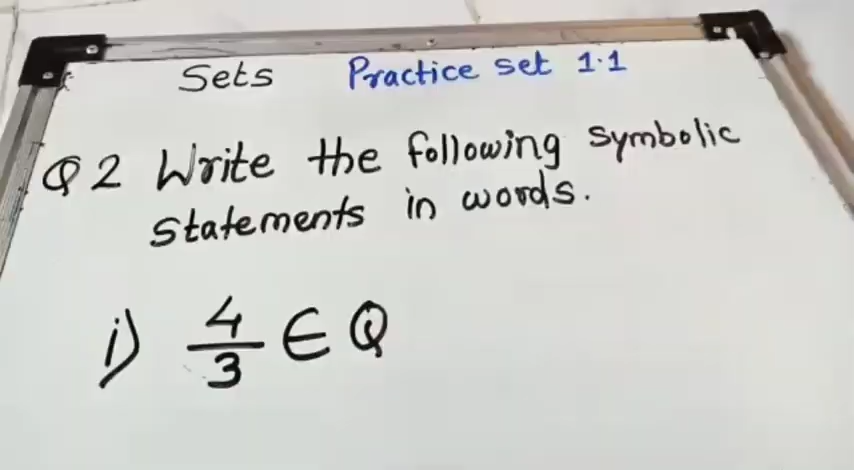 Sets Practice set 1.1
Q2 Write the following symbolic
statements in words.
i) 4/3 ∈ Q